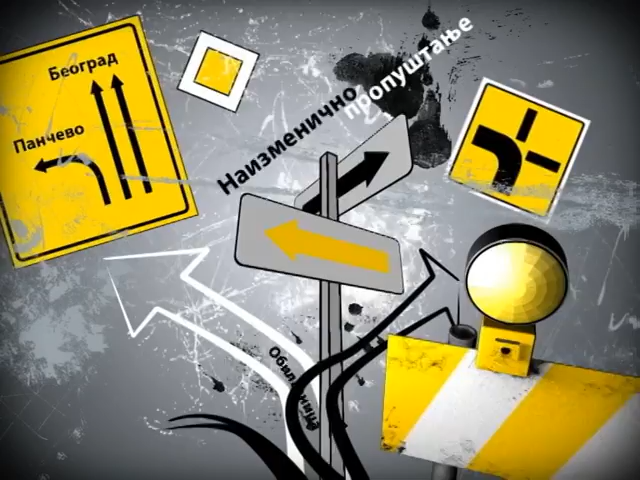 Београд
Панчево
Наизменично
пропуштање